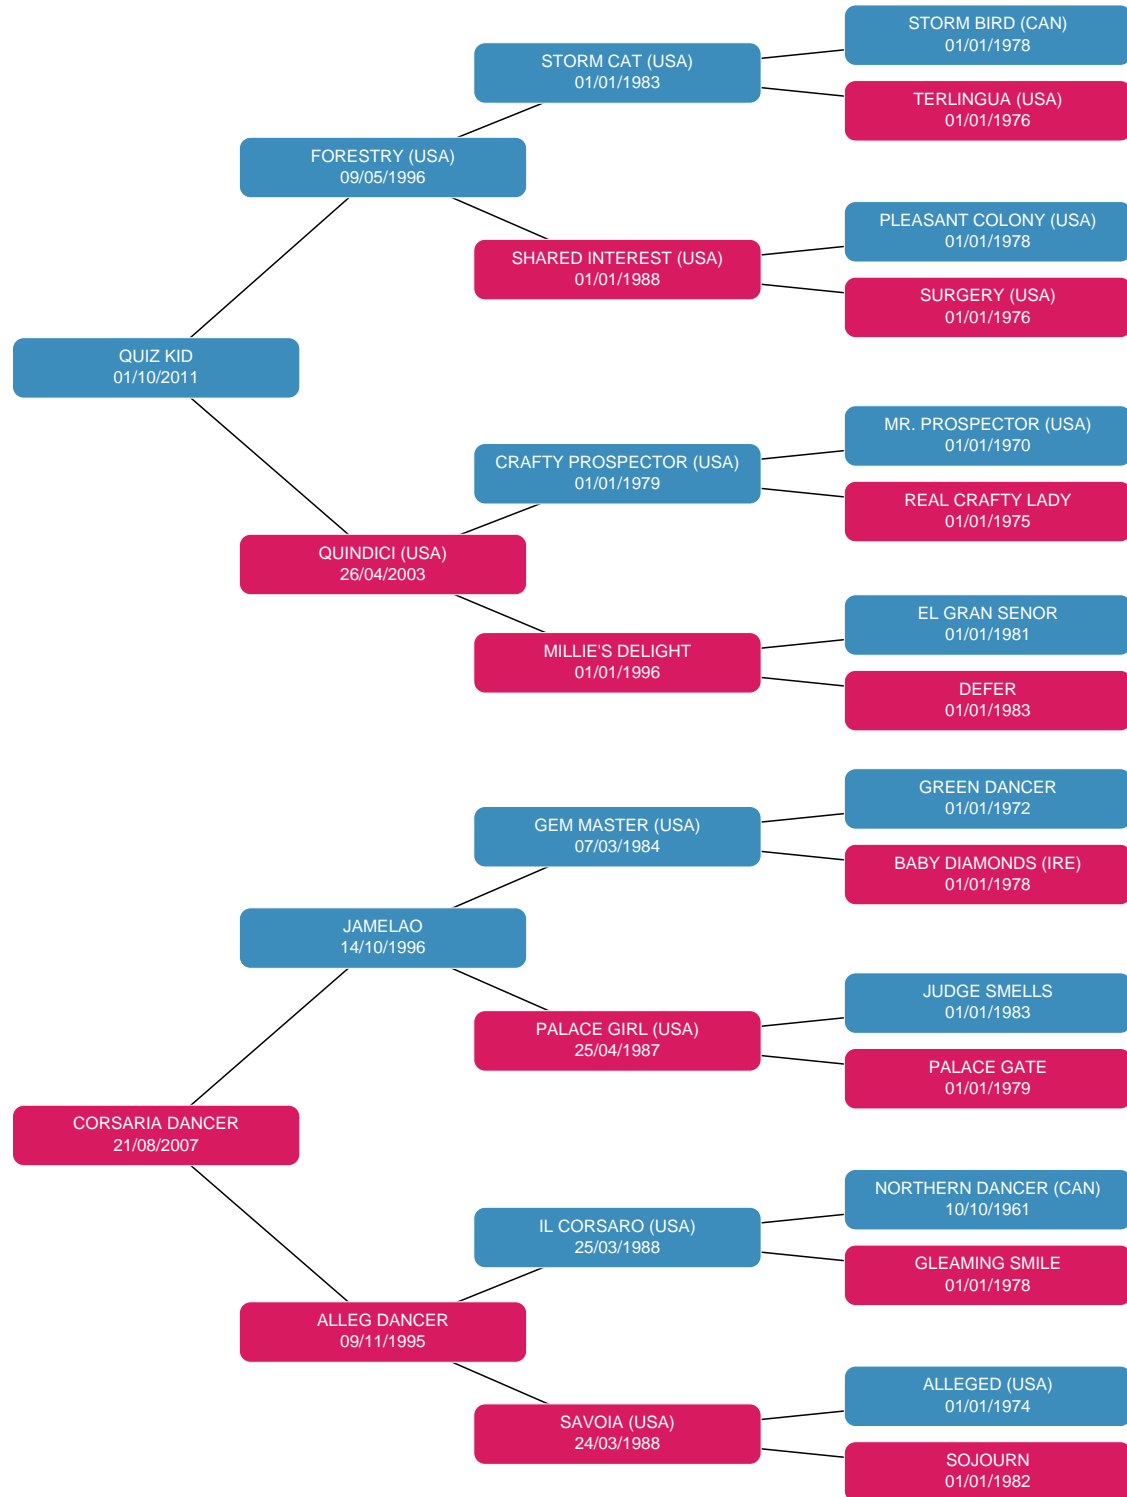 STORM BIRD (CAN)
01/01/1978
STORM CAT (USA)
01/01/1983
TERLINGUA (USA)
01/01/1976
FORESTRY (USA)
09/05/1996
PLEASANT COLONY (USA)
01/01/1978
SHARED INTEREST (USA)
01/01/1988
SURGERY (USA)
01/01/1976
QUIZ KID
01/10/2011
MR. PROSPECTOR (USA)
01/01/1970
CRAFTY PROSPECTOR (USA)
01/01/1979
REAL CRAFTY LADY
01/01/1975
QUINDICI (USA)
26/04/2003
EL GRAN SENOR
01/01/1981
MILLIE'S DELIGHT
01/01/1996
DEFER
01/01/1983
GREEN DANCER
01/01/1972
GEM MASTER (USA)
07/03/1984
BABY DIAMONDS (IRE)
01/01/1978
JAMELAO
14/10/1996
JUDGE SMELLS
01/01/1983
PALACE GIRL (USA)
25/04/1987
PALACE GATE
01/01/1979
CORSARIA DANCER
21/08/2007
NORTHERN DANCER (CAN)
10/10/1961
IL CORSARO (USA)
25/03/1988
GLEAMING SMILE
01/01/1978
ALLEG DANCER
09/11/1995
ALLEGED (USA)
01/01/1974
SAVOIA (USA)
24/03/1988
SOJOURN
01/01/1982